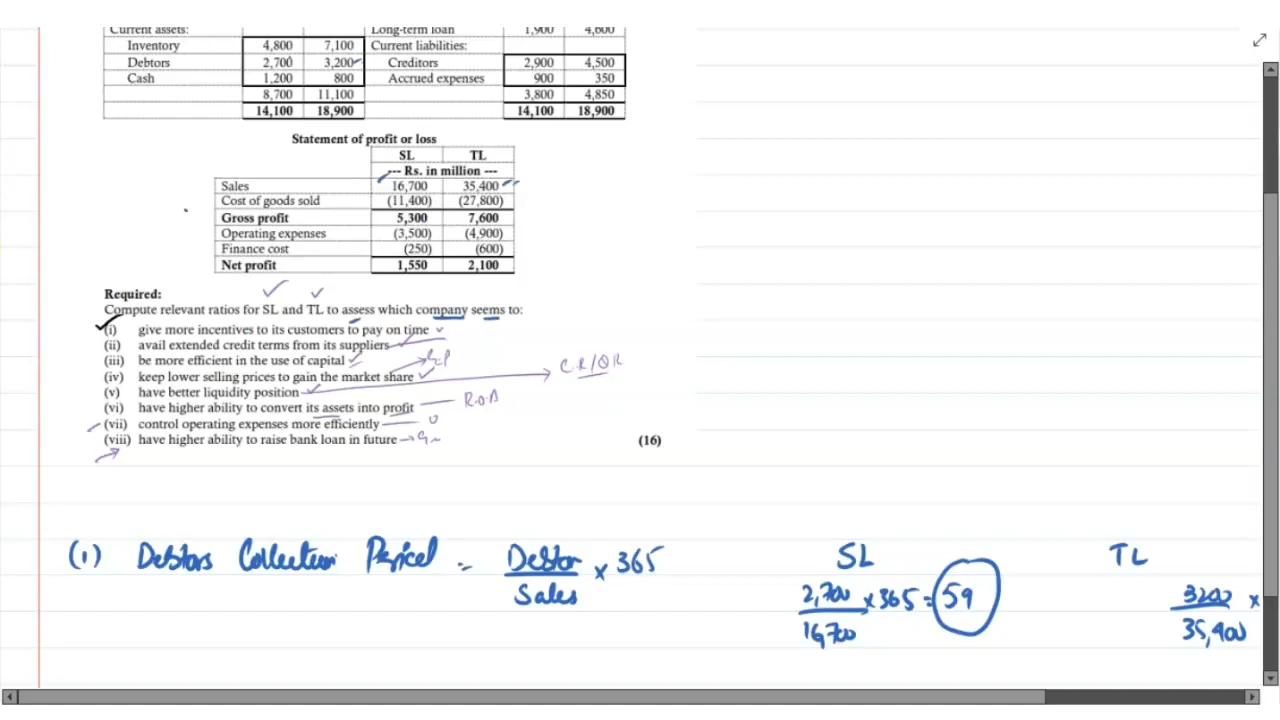 Current assets: Long-term loan 1,900 4,600
Inventory 4,800 7,100 Current liabilities:
Debtors 2,700 3,200 Creditors 2,900 4,500
Cash 1,200 800 Accrued expenses 900 350
8,700 11,100 3,800 4,850
14,100 18,900 14,100 18,900
Statement of profit or loss
SL TL
--- Rs. in million ---
Sales 16,700 35,400
Cost of goods sold (11,400) (27,800)
Gross profit 5,300 7,600
Operating expenses (3,500) (4,900)
Finance cost (250) (600)
Net profit 1,550 2,100
Required:
Compute relevant ratios for SL and TL to assess which company seems to:
(i) give more incentives to its customers to pay on time
(ii) avail extended credit terms from its suppliers
(iii) be more efficient in the use of capital
(iv) keep lower selling prices to gain the market share G.P
(v) have better liquidity position C.R/Q.R
(vi) have higher ability to convert its assets into profit R.O.A
(vii) control operating expenses more efficiently
(viii) have higher ability to raise bank loan in future (16)
(1) Debtors Collection Period = Debtor / Sales × 365
SL
2,700 / 16,700 × 365 = 59
TL
3200 / 35,400 ×